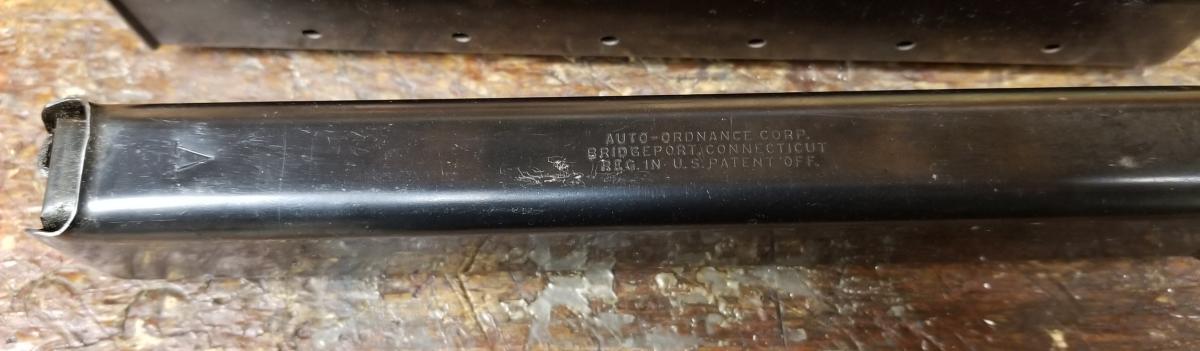 AUTO-ORDNANCE CORP.
BRIDGEPORT, CONNECTICUT
REG. IN U.S. PATENT OFF.